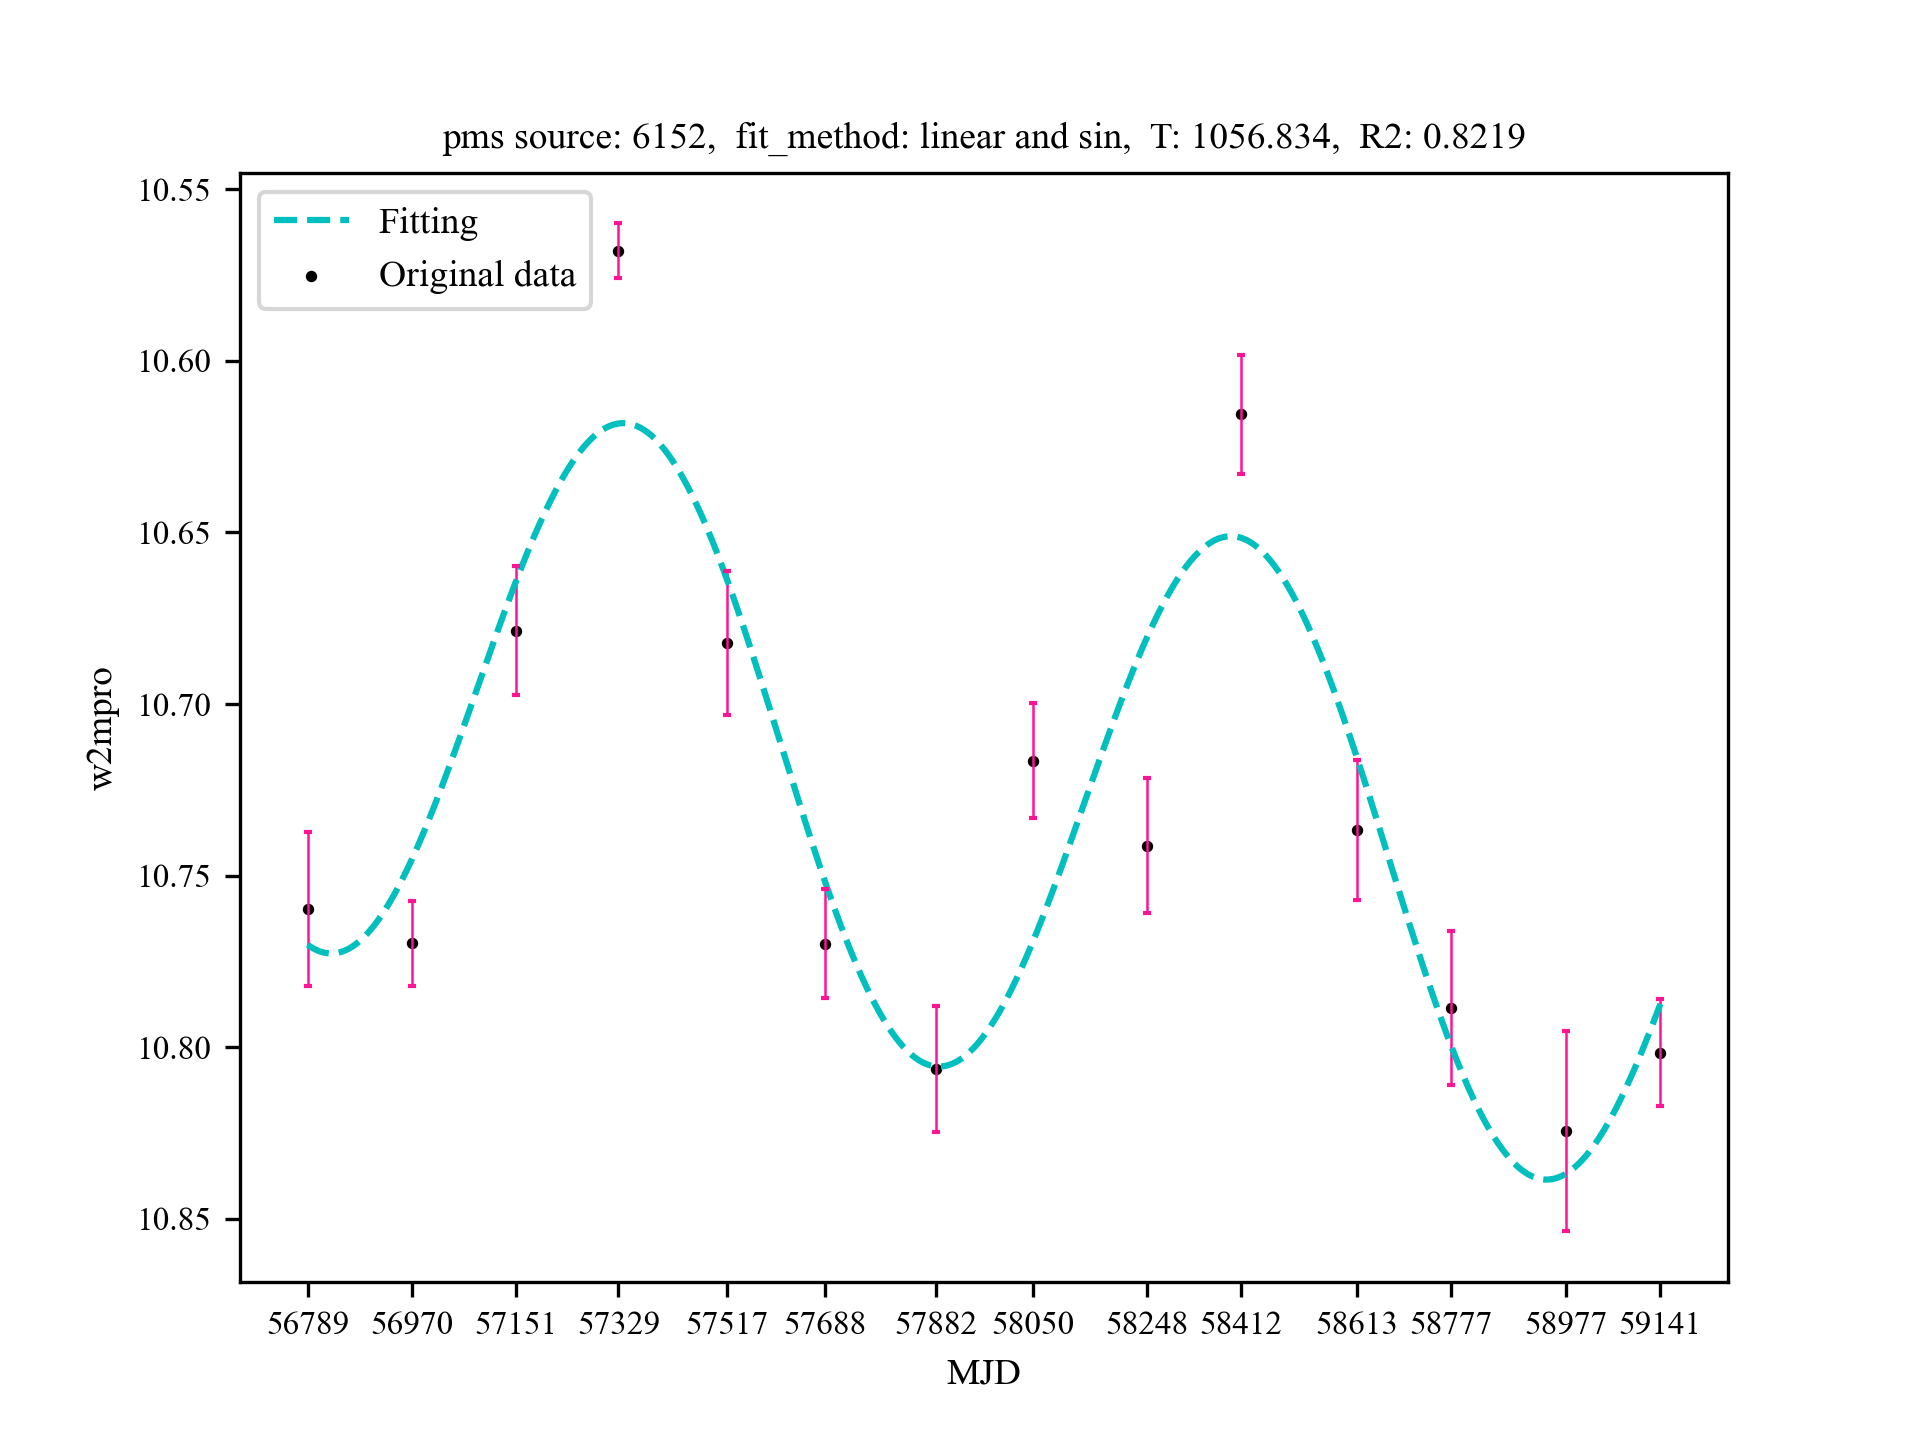 pms source: 6152, fit_method: linear and sin, T: 1056.834, R2: 0.8219
Fitting
Original data
10.55
10.60
10.65
10.70
10.75
10.80
10.85
w2mpro
56789 56970 57151 57329 57517 57688 57882 58050 58248 58412 58613 58777 58977 59141
MJD